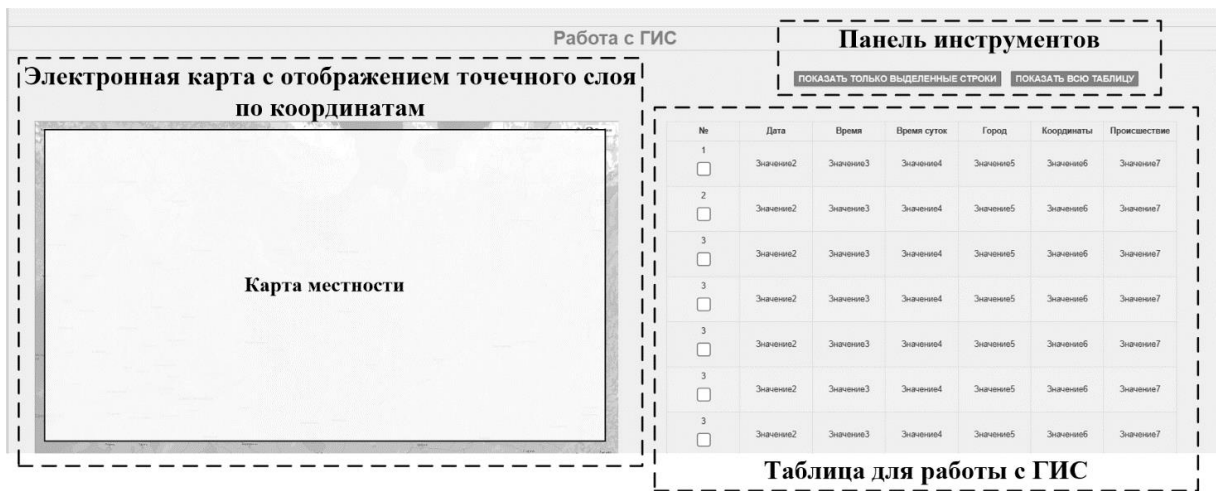 Работа с ГИС
Панель инструментов
ПОКАЗАТЬ ТОЛЬКО ВЫДЕЛЕННЫЕ СТРОКИ ПОКАЗАТЬ ВСЮ ТАБЛИЦУ
Электронная карта с отображением точечного слоя
по координатам
Карта местности
№ Дата Время Время суток Город Координаты Происшествие
1
Значение2 Значение3 Значение4 Значение5 Значение6 Значение7
2
Значение2 Значение3 Значение4 Значение5 Значение6 Значение7
3
Значение2 Значение3 Значение4 Значение5 Значение6 Значение7
3
Значение2 Значение3 Значение4 Значение5 Значение6 Значение7
3
Значение2 Значение3 Значение4 Значение5 Значение6 Значение7
3
Значение2 Значение3 Значение4 Значение5 Значение6 Значение7
3
Значение2 Значение3 Значение4 Значение5 Значение6 Значение7
Таблица для работы с ГИС